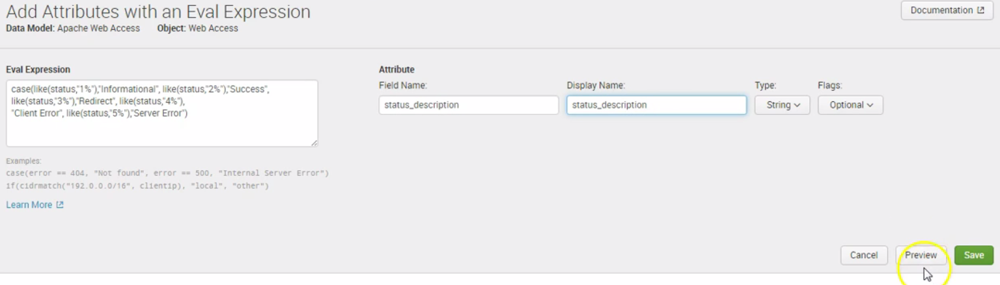 Add Attributes with an Eval Expression
Documentation
Data Model: Apache Web Access Object: Web Access
Eval Expression
case(like(status,"1%"),"Informational", like(status,"2%"),"Success",
like(status,"3%"),"Redirect", like(status,"4%"),
"Client Error", like(status,"5%"),"Server Error")
Examples:
case(error == 404, "Not found", error == 500, "Internal Server Error")
if(cidrmatch("192.0.0.0/16", clientip), "local", "other")
Learn More
Attribute
Field Name: Display Name: Type: Flags:
status_description status_description String Optional
Cancel Preview Save